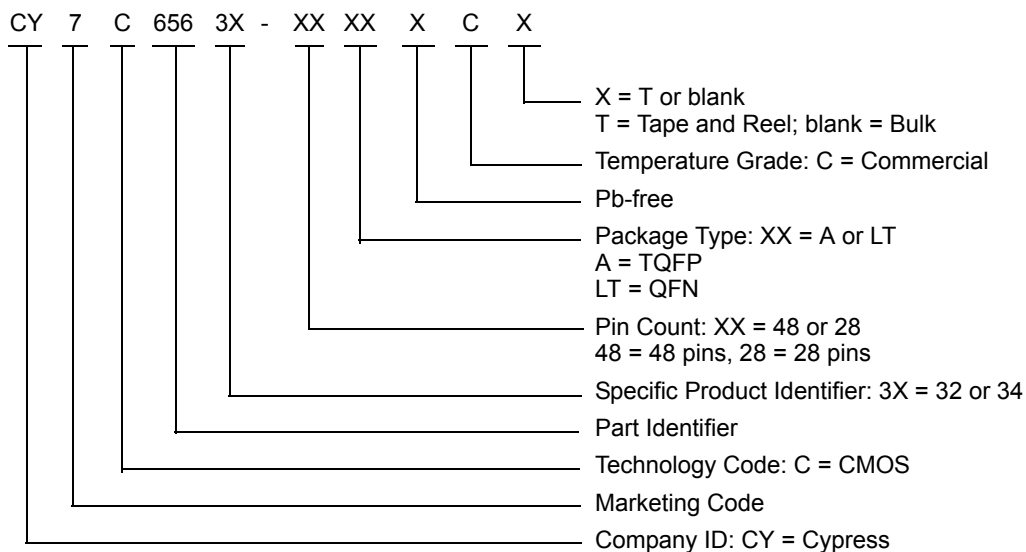 CY 7 C 656 3X - XX XX X C X
X = T or blank
T = Tape and Reel; blank = Bulk
Temperature Grade: C = Commercial
Pb-free
Package Type: XX = A or LT
A = TQFP
LT = QFN
Pin Count: XX = 48 or 28
48 = 48 pins, 28 = 28 pins
Specific Product Identifier: 3X = 32 or 34
Part Identifier
Technology Code: C = CMOS
Marketing Code
Company ID: CY = Cypress